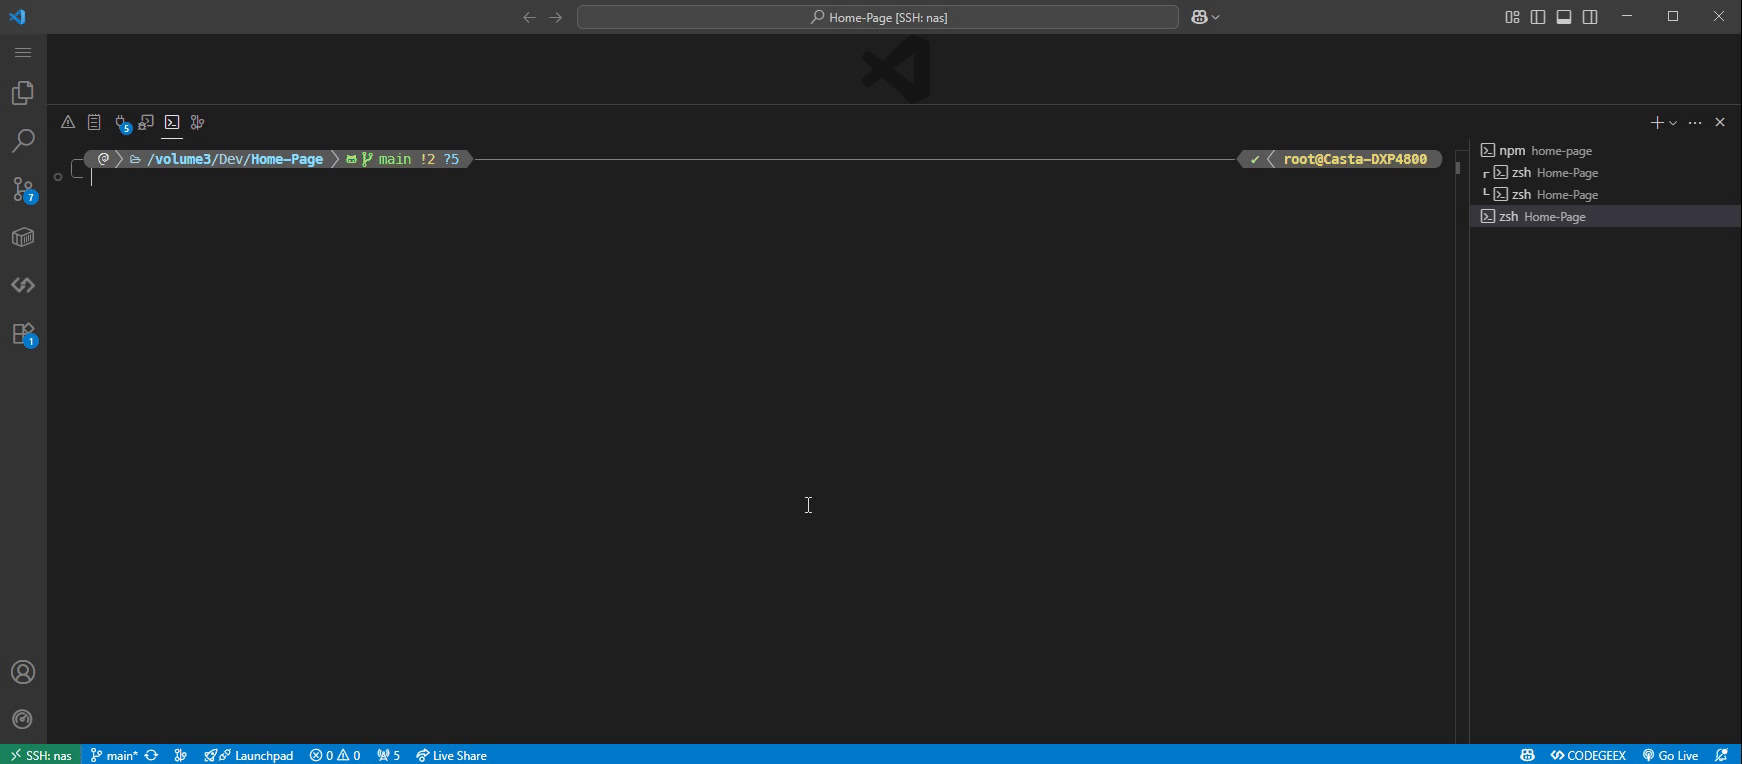 Home-Page [SSH: nas]
5
@ /volume3/Dev/Home-Page main !2 ?5
✔ root@Casta-DXP4800
npm home-page
zsh Home-Page
zsh Home-Page
zsh Home-Page
7
1
SSH: nas main* Launchpad 0 0 5 Live Share
CODEGEEX Go Live